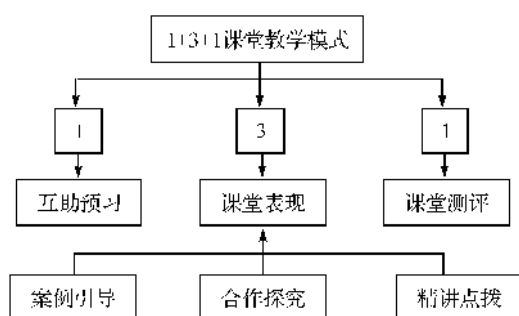 1+3+1课堂教学模式
1
3
1
互助预习
课堂表现
课堂测评
案例引导
合作探究
精讲点拨